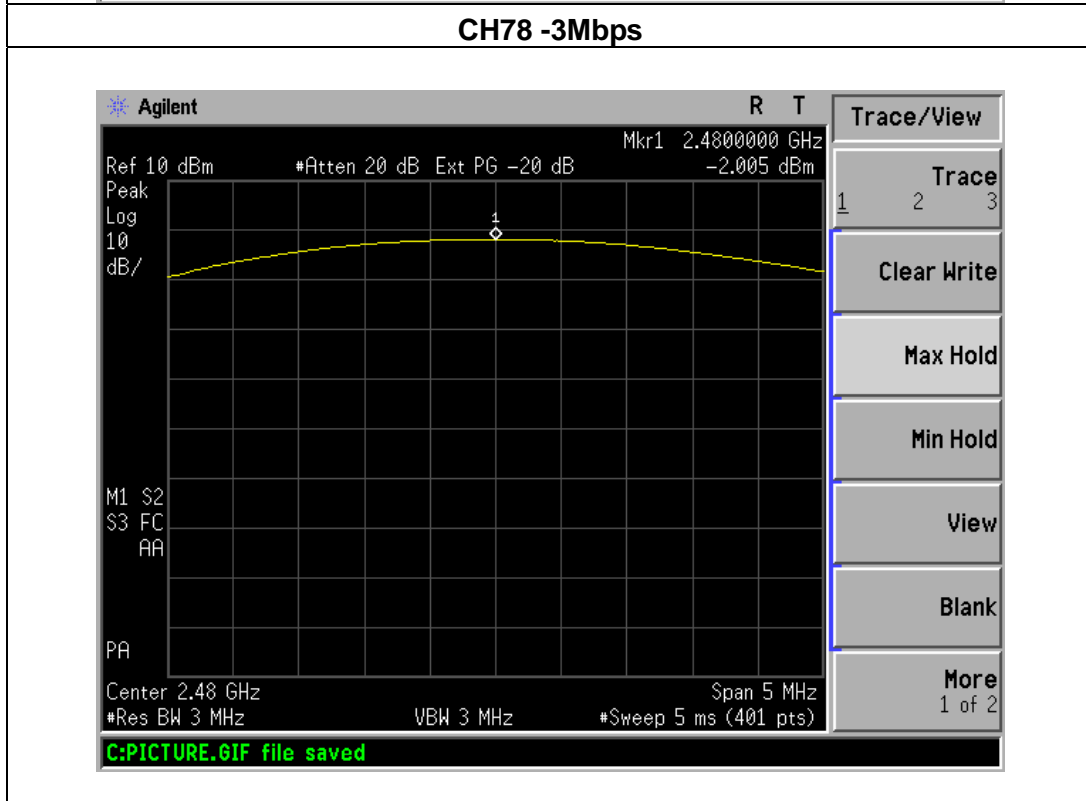 CH78 -3Mbps
Agilent R T
Trace/View
Mkr1 2.4800000 GHz
Ref 10 dBm #Atten 20 dB Ext PG -20 dB -2.005 dBm
Peak
Log
10
dB/
1
M1 S2
S3 FC
AA
PA
Center 2.48 GHz Span 5 MHz
#Res BW 3 MHz VBW 3 MHz #Sweep 5 ms (401 pts)
C:PICTURE.GIF file saved
Trace
1 2 3
Clear Write
Max Hold
Min Hold
View
Blank
More
1 of 2